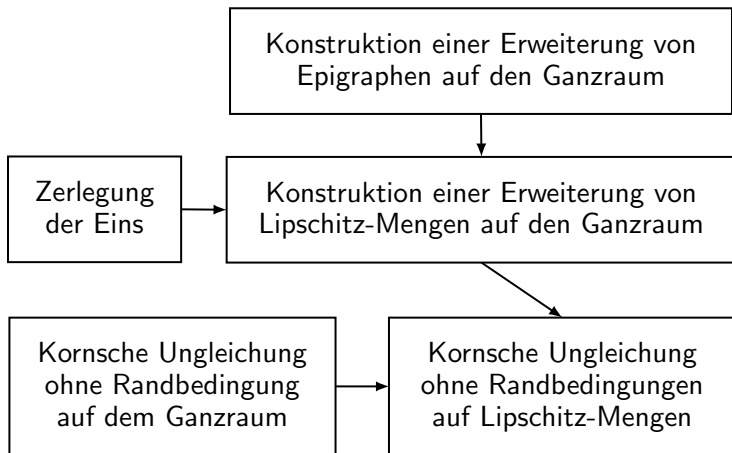 Konstruktion einer Erweiterung von
Epigraphen auf den Ganzraum
Zerlegung
der Eins
Konstruktion einer Erweiterung von
Lipschitz-Mengen auf den Ganzraum
Kornsche Ungleichung
ohne Randbedingung
auf dem Ganzraum
Kornsche Ungleichung
ohne Randbedingungen
auf Lipschitz-Mengen